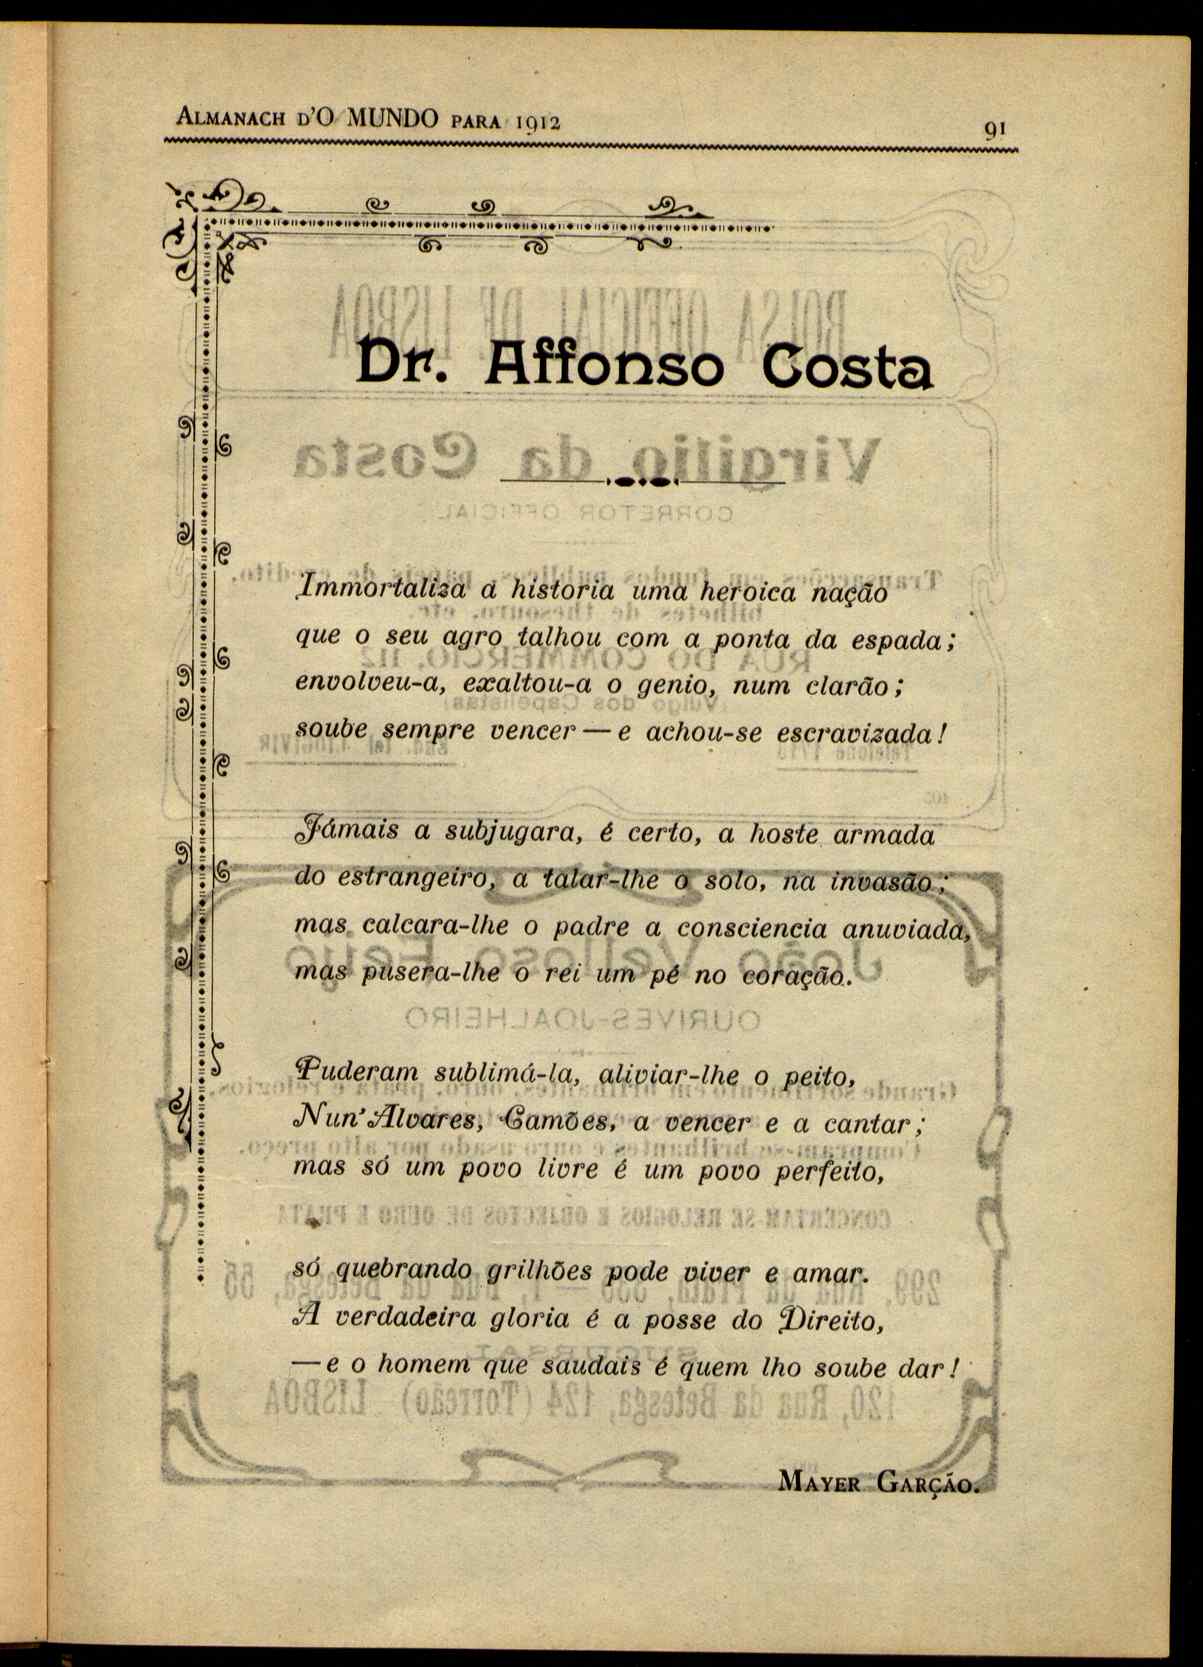 ALMANACH D'O MUNDO PARA 1912
91
Dr. Affonso Costa
Immortaliza a historia uma heroica nação
que o seu agro talhou com a ponta da espada;
envolveu-a, exaltou-a o genio, num clarão;
soube sempre vencer — e achou-se escravizada!
Jámais a subjugara, é certo, a hoste armada
do estrangeiro, a talar-lhe o solo, na invasão;
mas calcara-lhe o padre a consciencia anuviada,
mas pusera-lhe o rei um pé no coração.
Puderam sublimá-la, aliviar-lhe o peito,
Nun'Alvares, Camões, a vencer e a cantar;
mas só um povo livre é um povo perfeito,
só quebrando grilhões pode viver e amar.
A verdadeira gloria é a posse do Direito,
— e o homem que saudais é quem lho soube dar!
MAYER GARÇÃO.